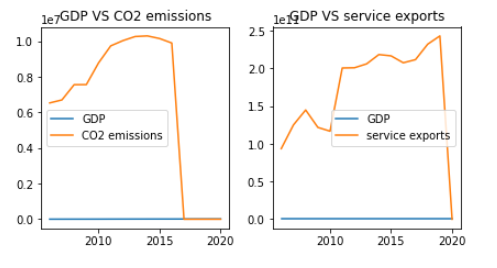 GDP VS CO2 emissions
1e7
1.0
0.8
0.6
0.4
0.2
0.0
GDP
CO2 emissions
2010
2020
GDP VS service exports
1e11
2.5
2.0
1.5
1.0
0.5
0.0
GDP
service exports
2010
2020